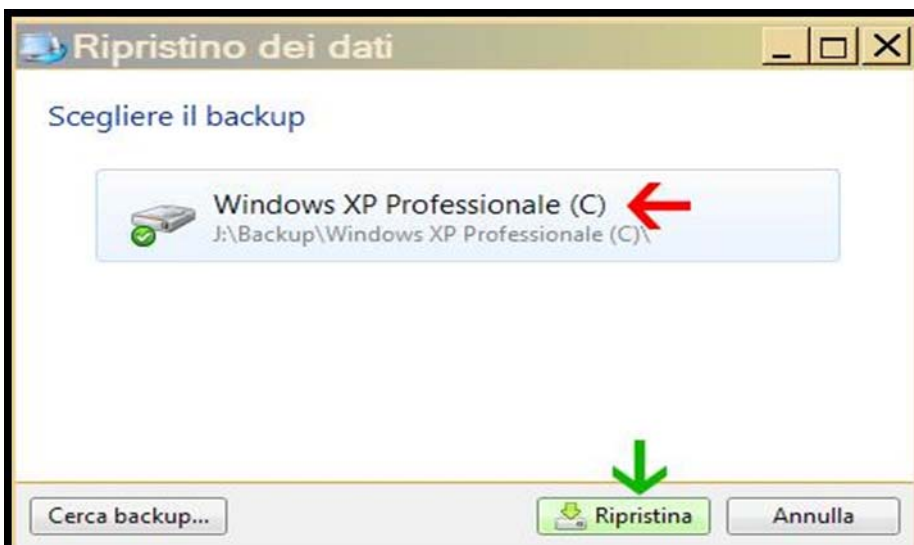 Ripristino dei dati
Scegliere il backup
Windows XP Professionale (C)
J:\Backup\Windows XP Professionale (C)\
Cerca backup...
Ripristina
Annulla